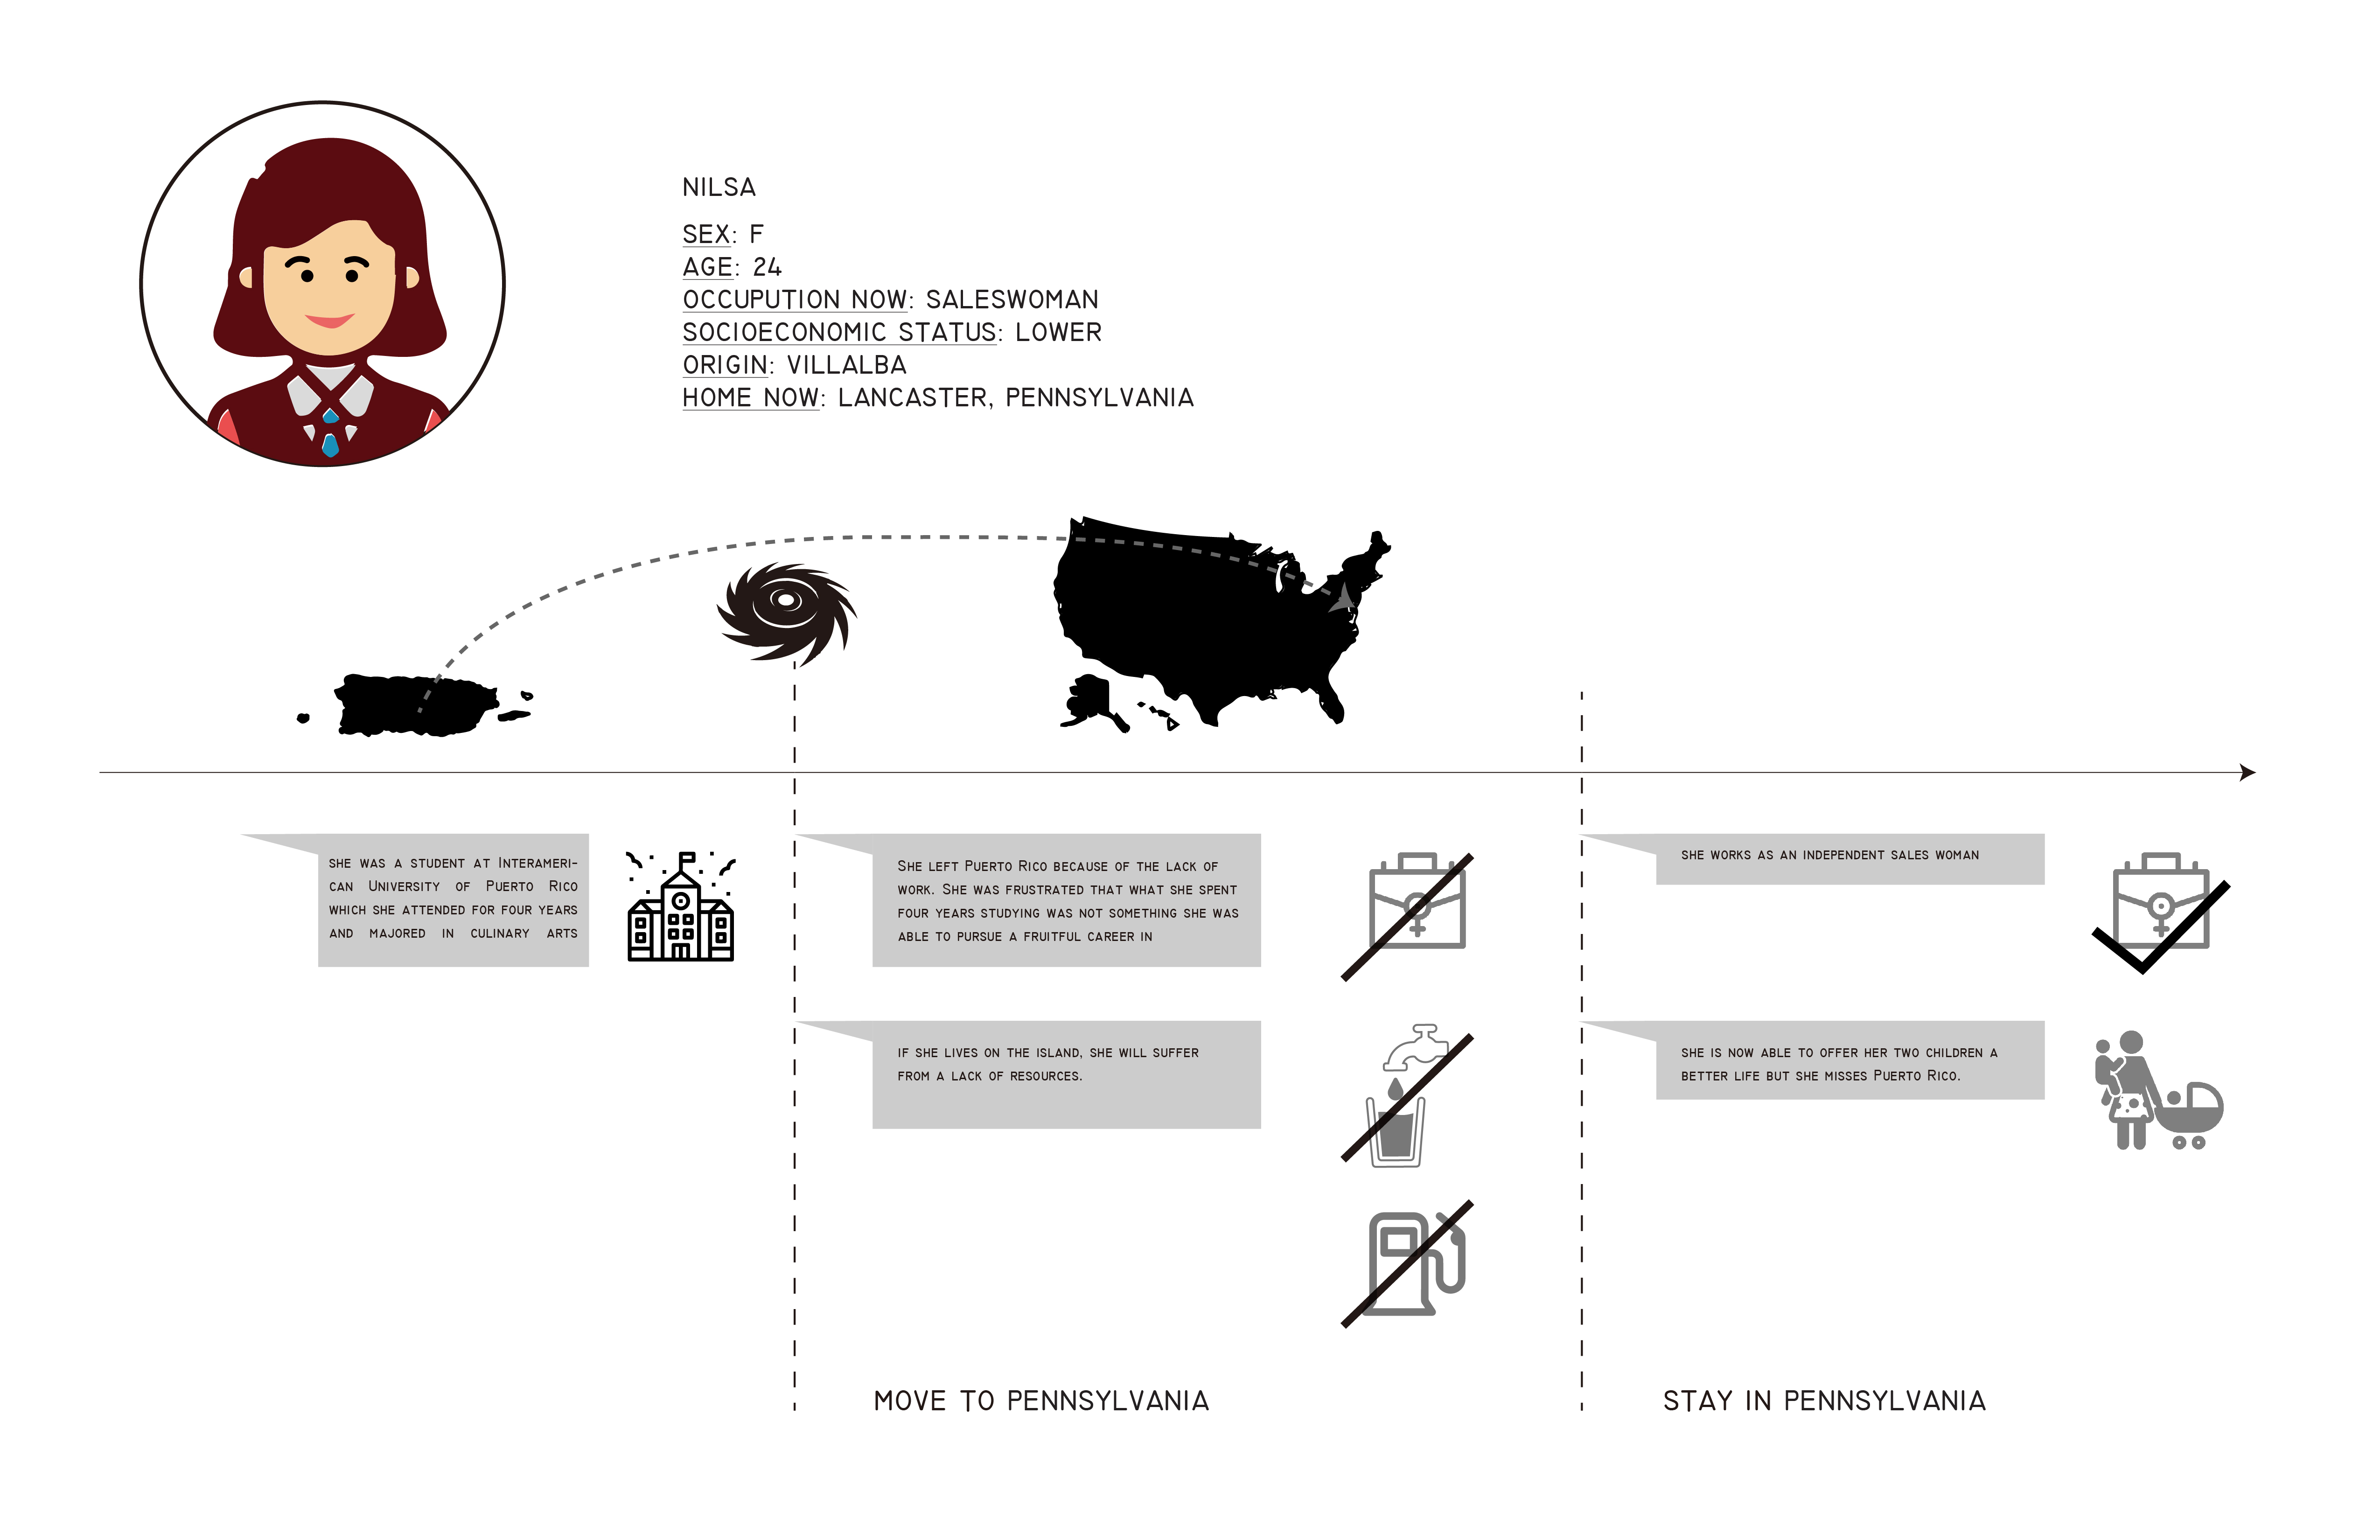 NILSA
SEX: F
AGE: 24
OCCUPUTION NOW: SALESWOMAN
SOCIOECONOMIC STATUS: LOWER
ORIGIN: VILLALBA
HOME NOW: LANCASTER, PENNSYLVANIA
she was a student at Interameri-
can University of Puerto Rico
which she attended for four years
and majored in culinary arts
She left Puerto Rico because of the lack of
work. She was frustrated that what she spent
four years studying was not something she was
able to pursue a fruitful career in
if she lives on the island, she will suffer
from a lack of resources.
she works as an independent sales woman
she is now able to offer her two children a
better life but she misses Puerto Rico.
MOVE TO PENNSYLVANIA
STAY IN PENNSYLVANIA